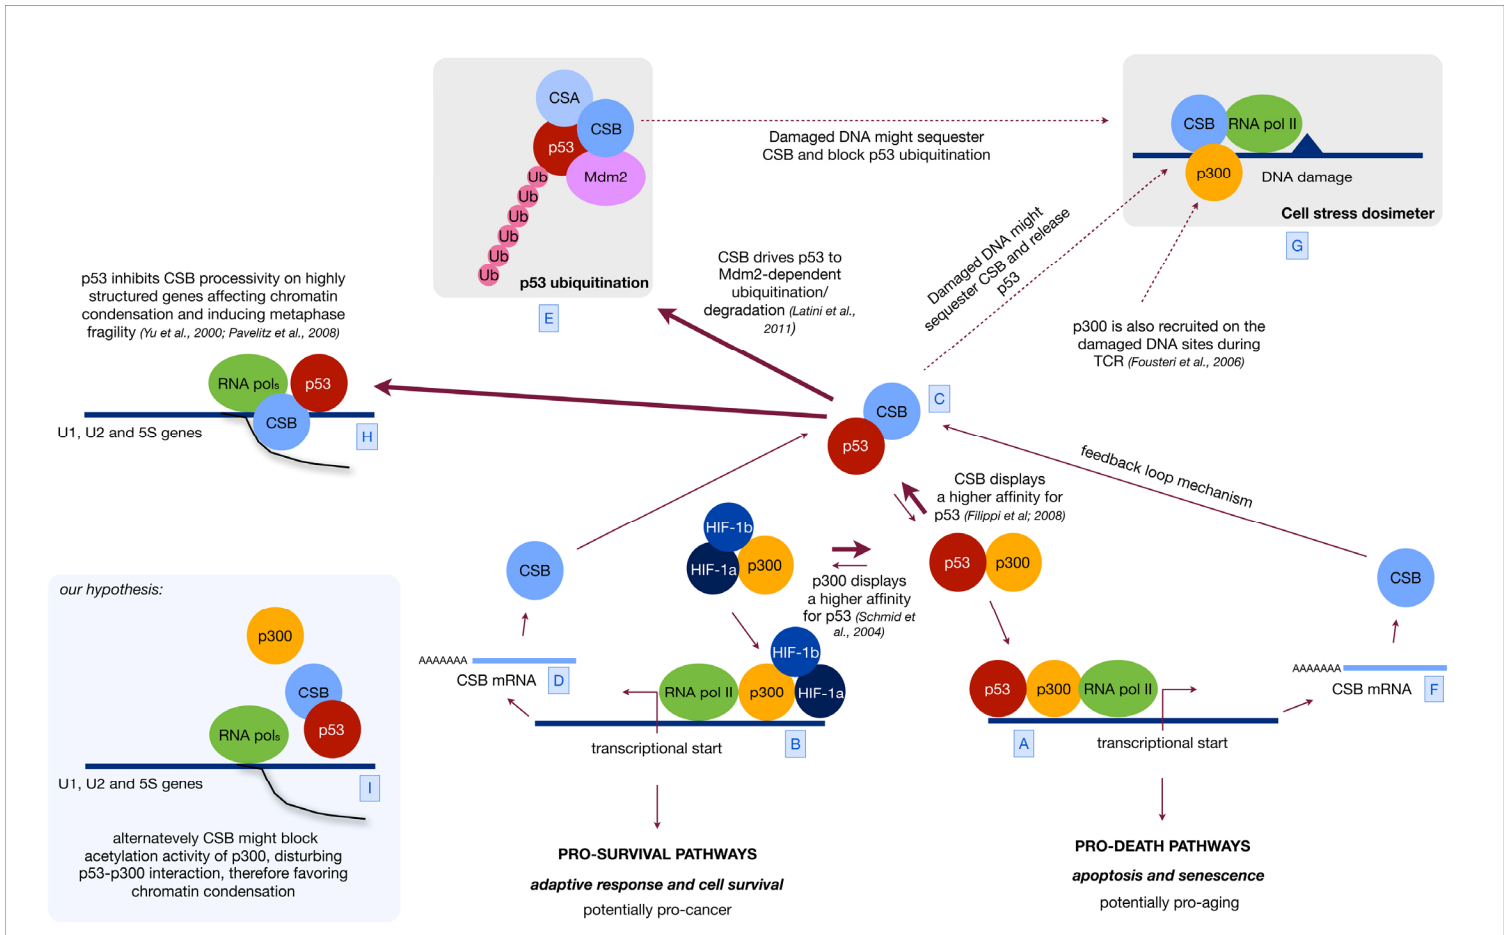 CSA
CSB
p53
Mdm2
Ub
Ub
Ub
Ub
Ub
Ub
p53 ubiquitination
E
Damaged DNA might sequester
CSB and block p53 ubiquitination
CSB
RNA pol II
p300
DNA damage
Cell stress dosimeter
G
Damaged DNA might
sequester CSB and release
p53
p300 is also recruited on the
damaged DNA sites during
TCR (Fousteri et al., 2006)
CSB drives p53 to
Mdm2-dependent
ubiquitination/
degradation (Latini et al.,
2011)
p53 inhibits CSB processivity on highly
structured genes affecting chromatin
condensation and inducing metaphase
fragility (Yu et al., 2000; Pavelitz et al., 2008)
RNA pols
p53
CSB
U1, U2 and 5S genes
H
CSB
p53
C
feedback loop mechanism
CSB displays
a higher affinity for
p53 (Filippi et al; 2008)
HIF-1b
HIF-1a
p300
p53
p300
p300 displays
a higher affinity
for p53 (Schmid et
al., 2004)
CSB
AAAAAAA
CSB mRNA
D
RNA pol II
p300
HIF-1b
HIF-1a
transcriptional start
B
PRO-SURVIVAL PATHWAYS
adaptive response and cell survival
potentially pro-cancer
p53
p300
RNA pol II
A
transcriptional start
PRO-DEATH PATHWAYS
apoptosis and senescence
potentially pro-aging
CSB
AAAAAAA
CSB mRNA
F
our hypothesis:
p300
CSB
p53
RNA pols
U1, U2 and 5S genes
I
alternatevely CSB might block
acetylation activity of p300, disturbing
p53-p300 interaction, therefore favoring
chromatin condensation